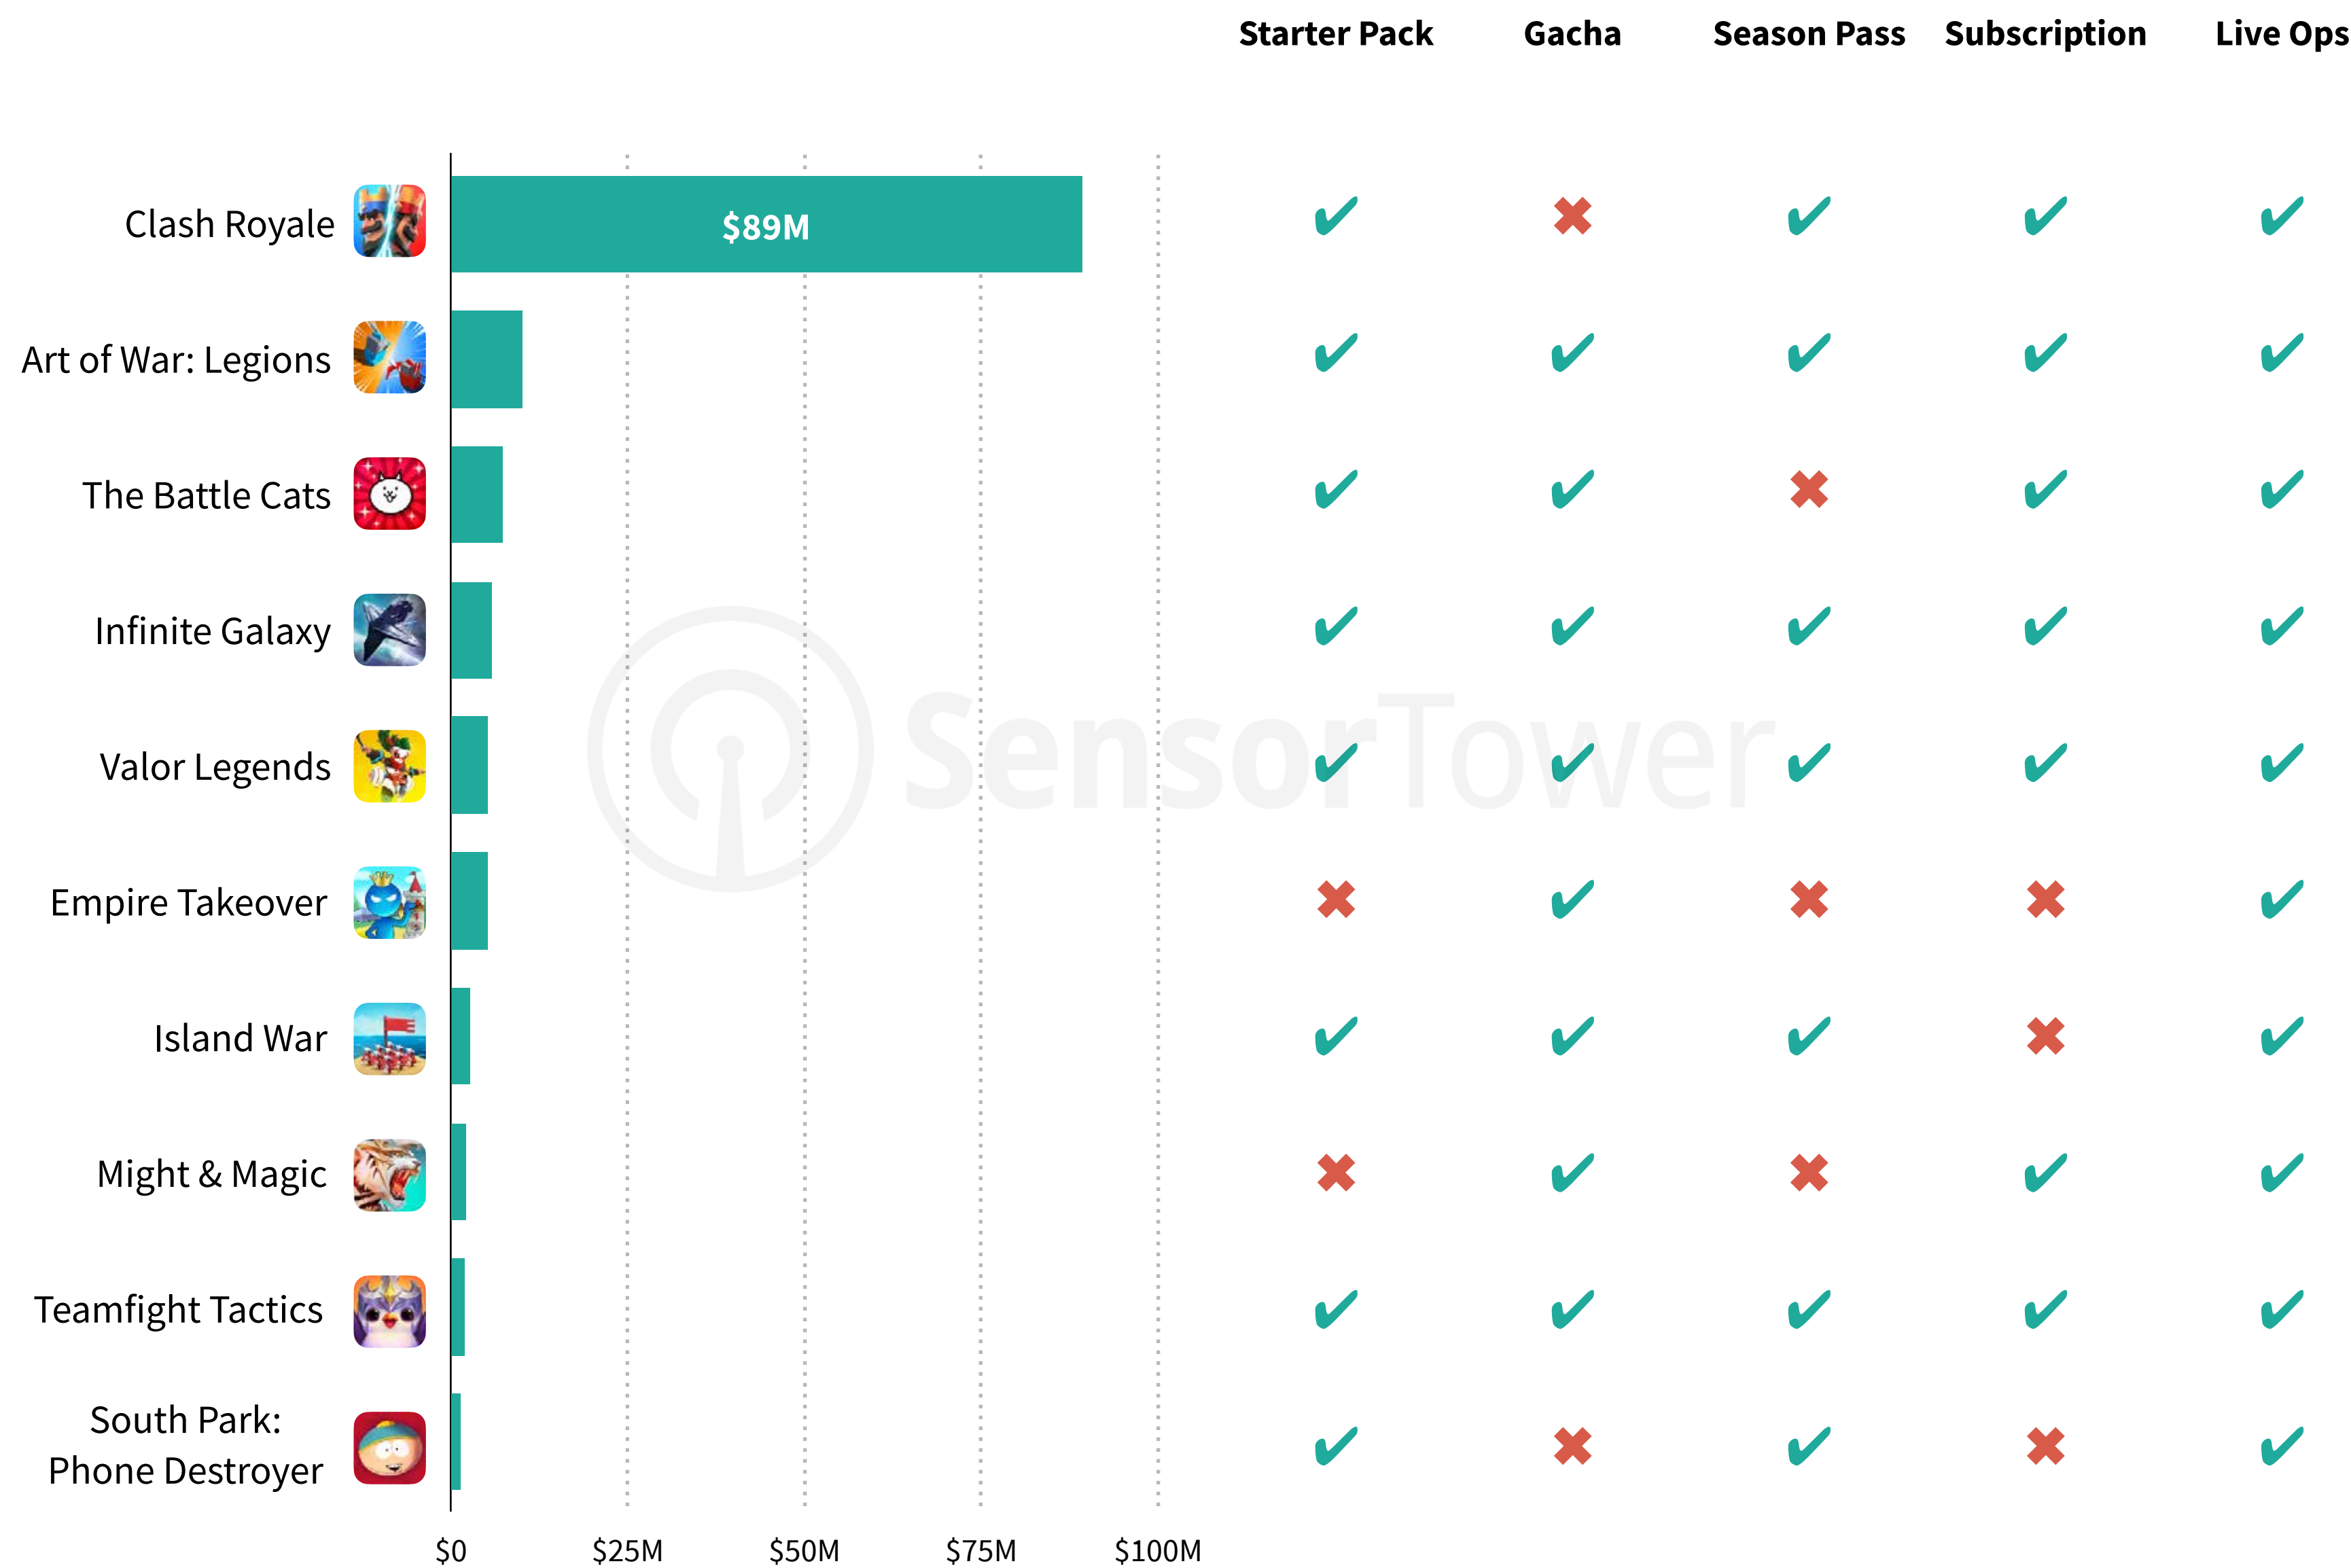 Starter Pack Gacha Season Pass Subscription Live Ops
Clash Royale $89M ✔ ✖ ✔ ✔ ✔
Art of War: Legions ✔ ✔ ✔ ✔ ✔
The Battle Cats ✔ ✔ ✖ ✔ ✔
Infinite Galaxy ✔ ✔ ✔ ✔ ✔
SensorTower
Valor Legends ✔ ✔ ✔ ✔ ✔
Empire Takeover ✖ ✔ ✖ ✖ ✔
Island War ✔ ✔ ✔ ✖ ✔
Might & Magic ✖ ✔ ✖ ✔ ✔
Teamfight Tactics ✔ ✔ ✔ ✔ ✔
South Park:
Phone Destroyer ✔ ✖ ✔ ✖ ✔
$0 $25M $50M $75M $100M